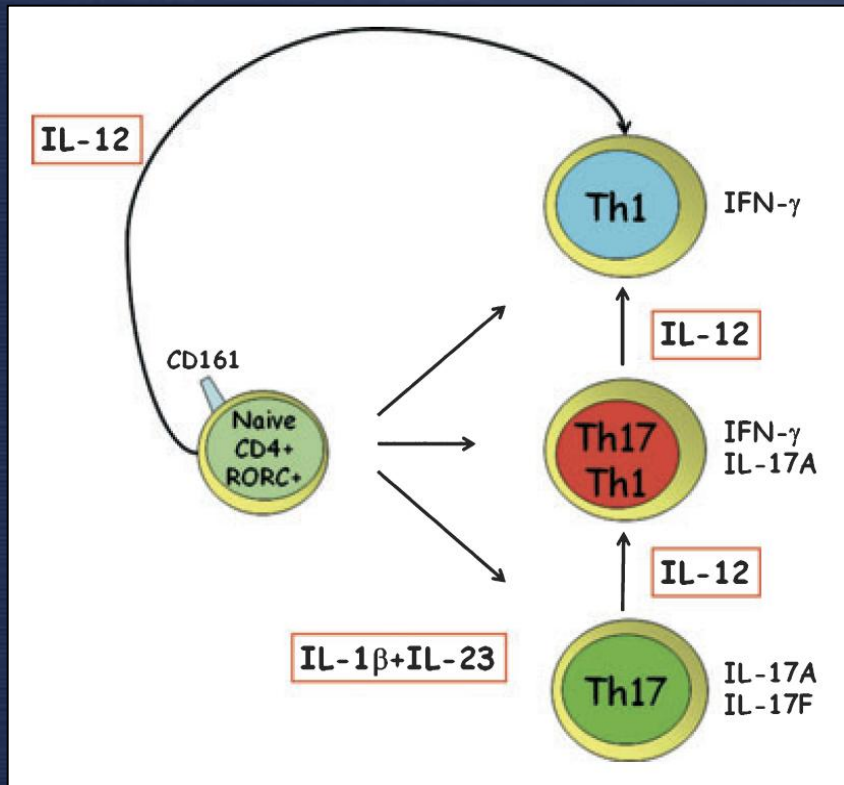 IL-12
Th1
IFN-γ
IL-12
CD161
Naive
CD4+
RORC+
Th17
Th1
IFN-γ
IL-17A
IL-12
IL-1β+IL-23
Th17
IL-17A
IL-17F